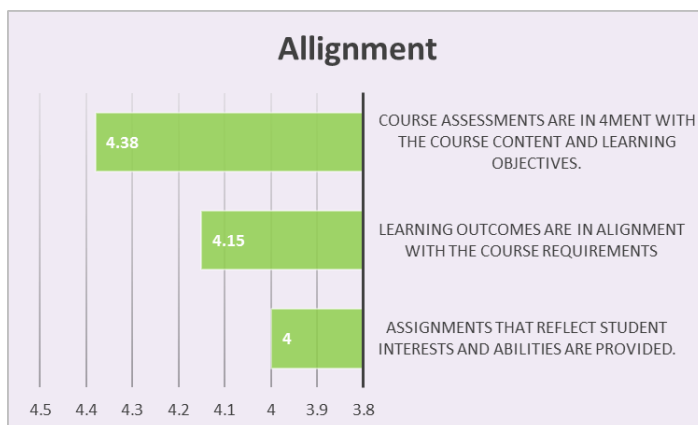 Allignment
4.38
COURSE ASSESSMENTS ARE IN 4MENT WITH
THE COURSE CONTENT AND LEARNING
OBJECTIVES.
4.15
LEARNING OUTCOMES ARE IN ALIGNMENT
WITH THE COURSE REQUIREMENTS
4
ASSIGNMENTS THAT REFLECT STUDENT
INTERESTS AND ABILITIES ARE PROVIDED.
4.5 4.4 4.3 4.2 4.1 4 3.9 3.8